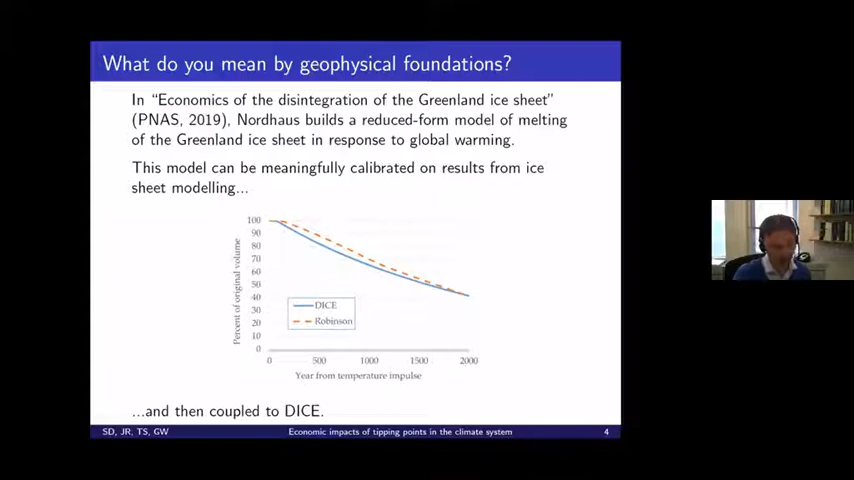 What do you mean by geophysical foundations?
In “Economics of the disintegration of the Greenland ice sheet”
(PNAS, 2019), Nordhaus builds a reduced-form model of melting
of the Greenland ice sheet in response to global warming.
This model can be meaningfully calibrated on results from ice
sheet modelling...
100
90
80
70
60
50
40
30
20
10
0
Percent of original volume
DICE
Robinson
0 500 1000 1500 2000
Year from temperature impulse
...and then coupled to DICE.
SD, JR, TS, GW Economic impacts of tipping points in the climate system 4